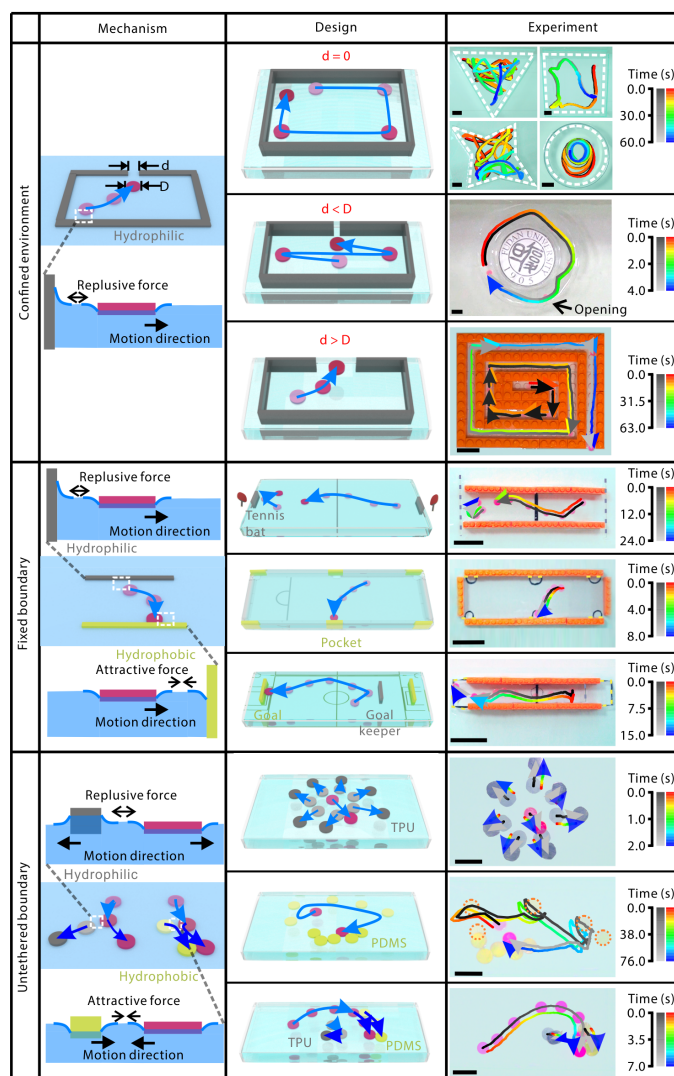 Mechanism
Design
Experiment
Confined environment
d
D
Hydrophilic
Replusive force
Motion direction
d = 0
Time (s)
0.0
30.0
60.0
d < D
FUDAN UNIVERSITY
1905
Opening
Time (s)
0.0
2.0
4.0
d > D
Time (s)
0.0
31.5
63.0
Fixed boundary
Replusive force
Motion direction
Hydrophilic
Hydrophobic
Attractive force
Motion direction
Tennis
bat
Time (s)
0.0
12.0
24.0
Pocket
Time (s)
0.0
4.0
8.0
Goal
Goal
keeper
Time (s)
0.0
7.5
15.0
Untethered boundary
Replusive force
Motion direction
Hydrophilic
Hydrophobic
Attractive force
Motion direction
TPU
Time (s)
0.0
1.0
2.0
PDMS
Time (s)
0.0
38.0
76.0
TPU
PDMS
Time (s)
0.0
3.5
7.0